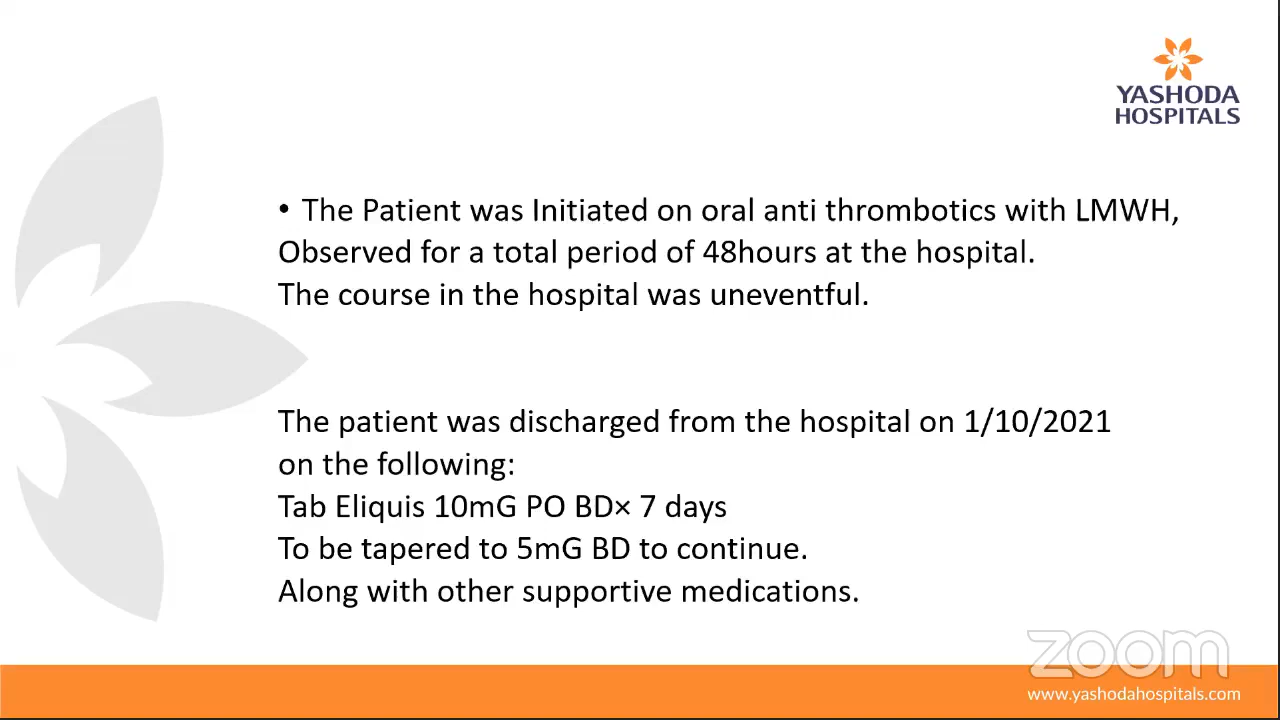 YASHODA
HOSPITALS
• The Patient was Initiated on oral anti thrombotics with LMWH,
Observed for a total period of 48hours at the hospital.
The course in the hospital was uneventful.
The patient was discharged from the hospital on 1/10/2021
on the following:
Tab Eliquis 10mG PO BD× 7 days
To be tapered to 5mG BD to continue.
Along with other supportive medications.
zoom
www.yashodahospitals.com